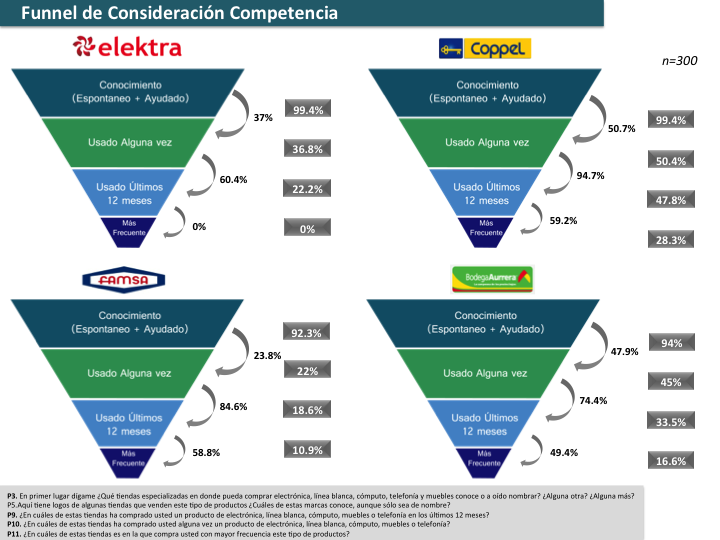 Funnel de Consideración Competencia
elektra
Coppel
n=300
Conocimiento
(Espontaneo + Ayudado)
Usado Alguna vez
Usado Últimos
12 meses
Más
Frecuente
37%
60.4%
0%
99.4%
36.8%
22.2%
0%
Conocimiento
(Espontaneo + Ayudado)
Usado Alguna vez
Usado Últimos
12 meses
Más
Frecuente
50.7%
94.7%
59.2%
99.4%
50.4%
47.8%
28.3%
FAMSA
Bodega Aurrera
Conocimiento
(Espontaneo + Ayudado)
Usado Alguna vez
Usado Últimos
12 meses
Más
Frecuente
23.8%
84.6%
58.8%
92.3%
22%
18.6%
10.9%
Conocimiento
(Espontaneo + Ayudado)
Usado Alguna vez
Usado Últimos
12 meses
Más
Frecuente
47.9%
74.4%
49.4%
94%
45%
33.5%
16.6%
P3. En primer lugar dígame ¿Qué tiendas especializadas en donde pueda comprar electrónica, línea blanca, cómputo, telefonía y muebles conoce o a oído nombrar? ¿Alguna otra? ¿Alguna más?
P5.Aquí tiene logos de algunas tiendas que venden este tipo de productos ¿Cuáles de estas marcas conoce, aunque sólo sea de nombre?
P9. ¿En cuáles de estas tiendas ha comprado usted un producto de electrónica, línea blanca, cómputo, muebles o telefonía en los últimos 12 meses?
P10. ¿En cuáles de estas tiendas ha comprado usted alguna vez un producto de electrónica, línea blanca, cómputo, muebles o telefonía?
P11. ¿En cuáles de estas tiendas es en la que compra usted con mayor frecuencia este tipo de productos?